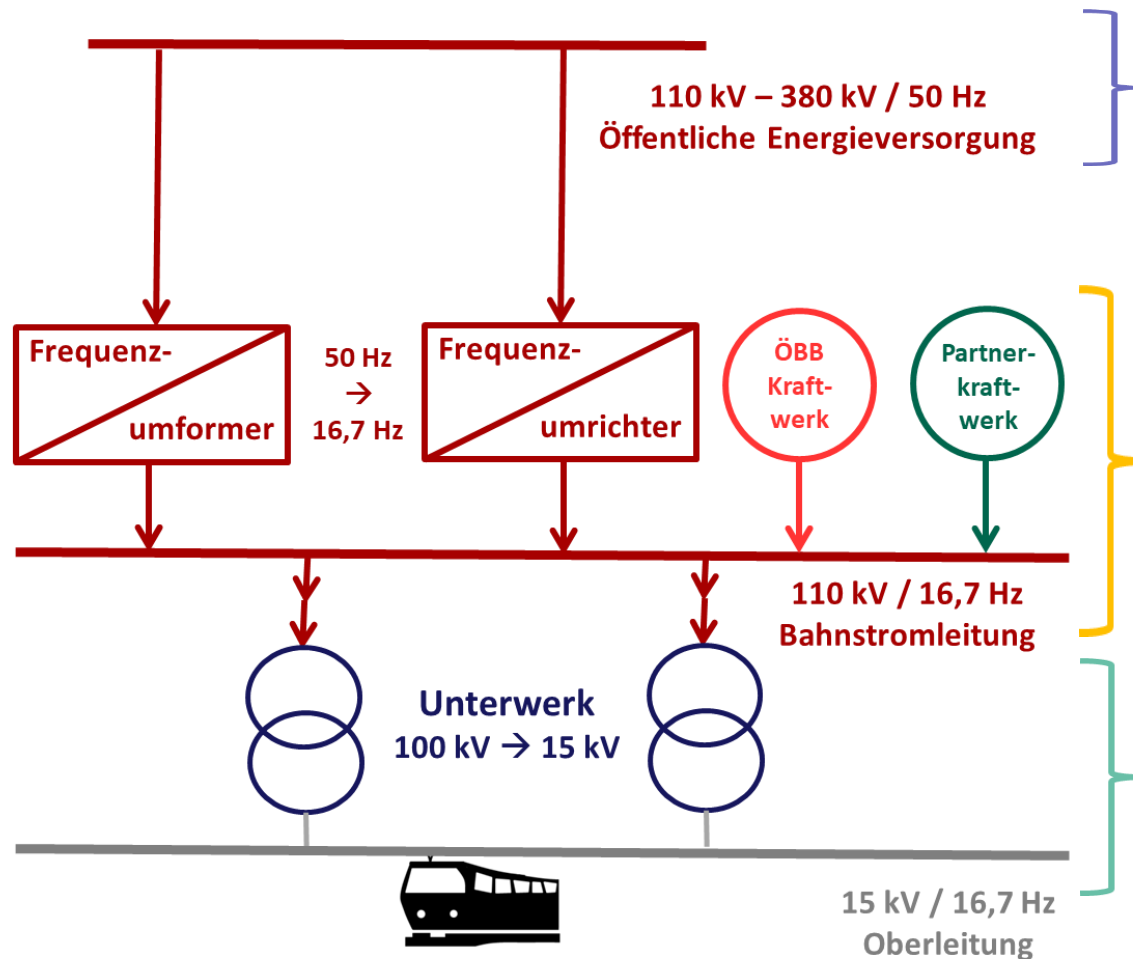 110 kV – 380 kV / 50 Hz
Öffentliche Energieversorgung
Frequenz-
umformer
50 Hz
→
16,7 Hz
Frequenz-
umrichter
ÖBB
Kraft-
werk
Partner-
kraft-
werk
110 kV / 16,7 Hz
Bahnstromleitung
Unterwerk
100 kV → 15 kV
15 kV / 16,7 Hz
Oberleitung